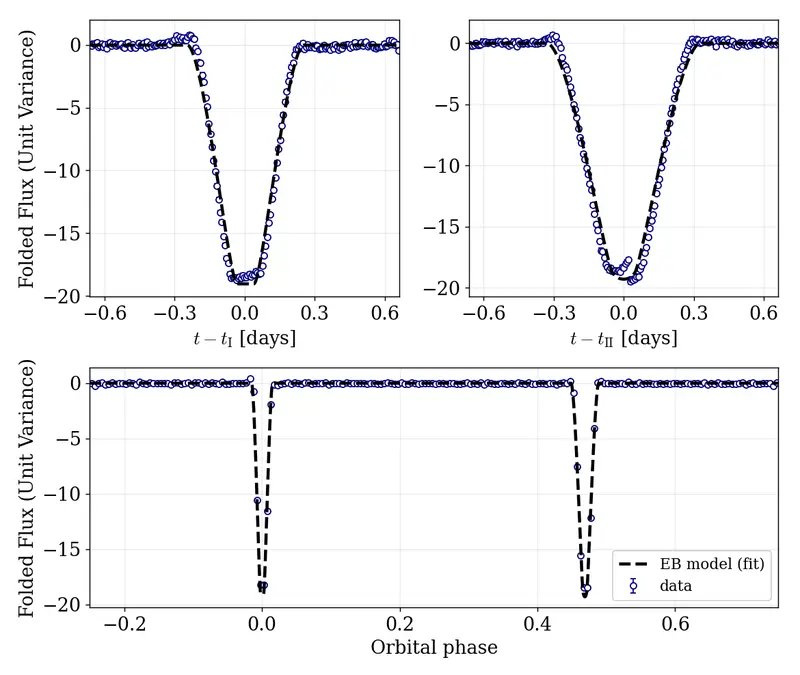 Folded Flux (Unit Variance)
0
−5
−10
−15
−20
−0.6 −0.3 0.0 0.3 0.6
t − tI [days]
0
−5
−10
−15
−20
−0.6 −0.3 0.0 0.3 0.6
t − tII [days]
Folded Flux (Unit Variance)
0
−5
−10
−15
−20
EB model (fit)
data
−0.2 0.0 0.2 0.4 0.6
Orbital phase